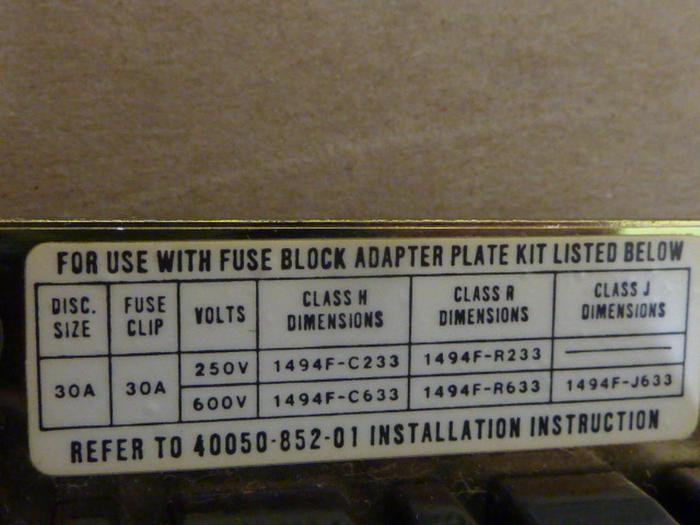 FOR USE WITH FUSE BLOCK ADAPTER PLATE KIT LISTED BELOW
DISC. SIZE FUSE CLIP VOLTS CLASS H DIMENSIONS CLASS R DIMENSIONS CLASS J DIMENSIONS
30A 30A 250V 1494F-C233 1494F-R233
600V 1494F-C633 1494F-R633 1494F-J633
REFER TO 40050-852-01 INSTALLATION INSTRUCTION